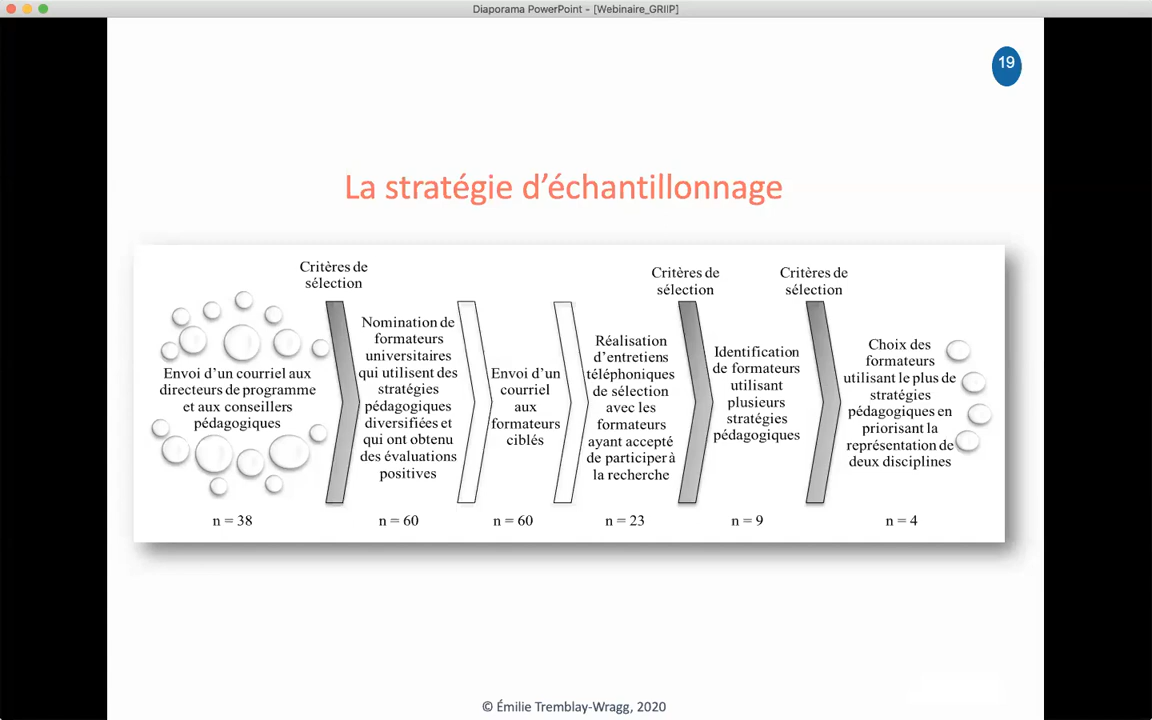 Diaporama PowerPoint - [Webinaire_GRIIP]
19
La stratégie d’échantillonnage
Envoi d’un courriel aux
directeurs de programme
et aux conseillers
pédagogiques
n = 38
Critères de
sélection
Nomination de
formateurs
universitaires
qui utilisent des
stratégies
pédagogiques
diversifiées et
qui ont obtenu
des évaluations
positives
n = 60
Envoi d’un
courriel
aux
formateurs
ciblés
n = 60
Réalisation
d’entretiens
téléphoniques
de sélection
avec les
formateurs
ayant accepté
de participer à
la recherche
n = 23
Critères de
sélection
Identification
de formateurs
utilisant
plusieurs
stratégies
pédagogiques
n = 9
Critères de
sélection
Choix des
formateurs
utilisant le plus de
stratégies
pédagogiques en
priorisant la
représentation de
deux disciplines
n = 4
© Émilie Tremblay-Wragg, 2020